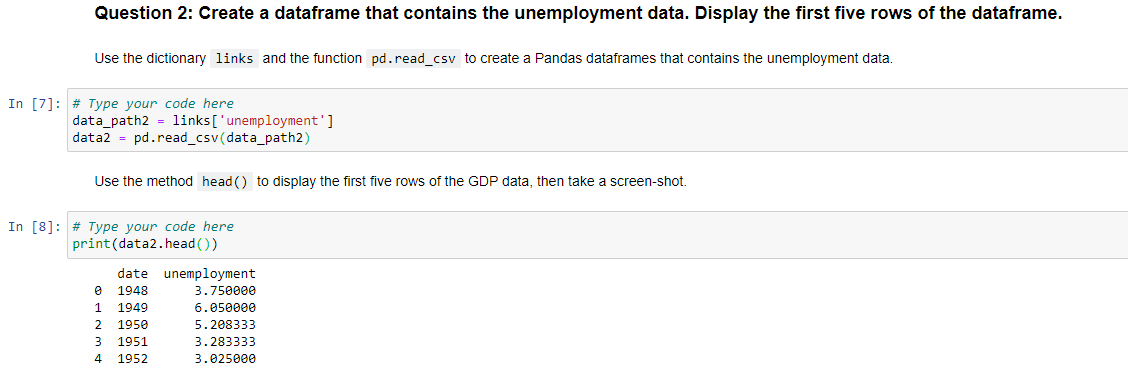 Question 2: Create a dataframe that contains the unemployment data. Display the first five rows of the dataframe.
Use the dictionary links and the function pd.read_csv to create a Pandas dataframes that contains the unemployment data.
In [7]: # Type your code here
data_path2 = links['unemployment']
data2 = pd.read_csv(data_path2)
Use the method head() to display the first five rows of the GDP data, then take a screen-shot.
In [8]: # Type your code here
print(data2.head())
date unemployment
0 1948 3.750000
1 1949 6.050000
2 1950 5.208333
3 1951 3.283333
4 1952 3.025000